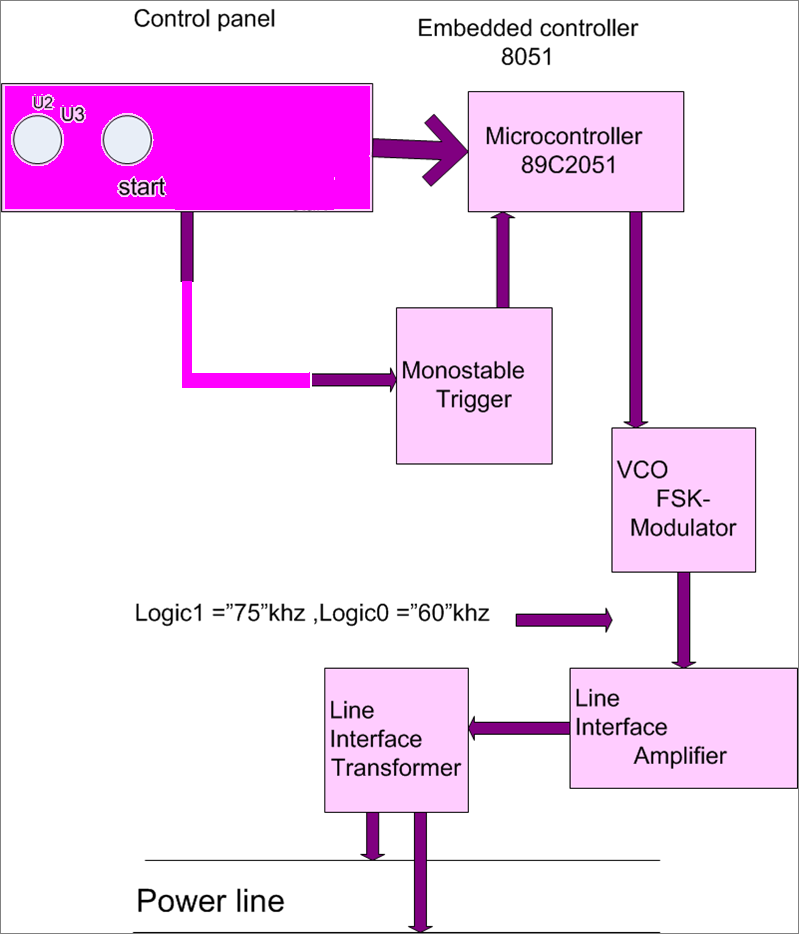 Control panel
Embedded controller
8051
U2
U3
start
Microcontroller
89C2051
Monostable
Trigger
VCO
FSK-
Modulator
Logic1 =”75”khz ,Logic0 =”60”khz
Line
Interface
Amplifier
Line
Interface
Transformer
Power line